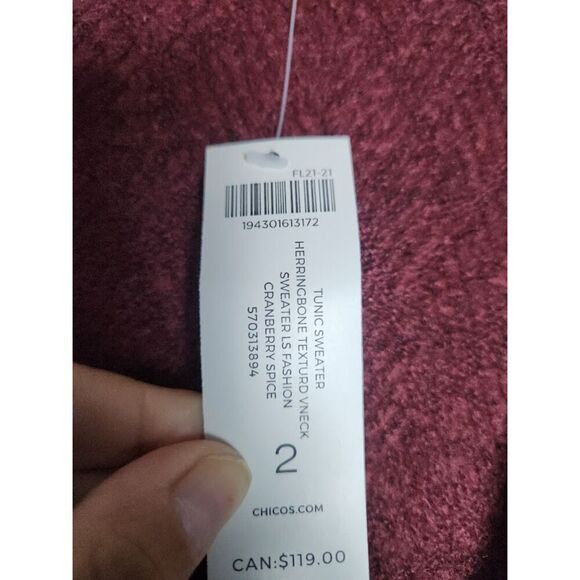 FL21-21
194301613172
TUNIC SWEATER
HERRINGBONE TEXTURD VNECK
SWEATER LS FASHION
CRANBERRY SPICE
570313894
2
CHICOS.COM
CAN:$119.00